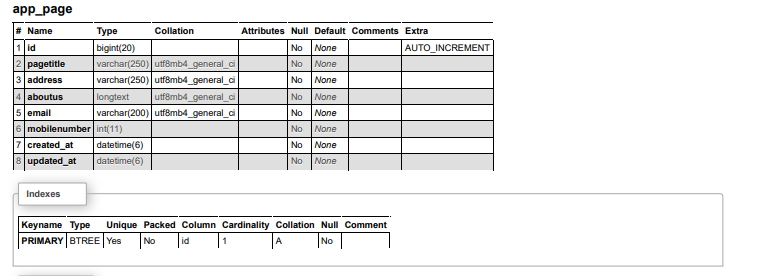 app_page
# Name Type Collation Attributes Null Default Comments Extra
1 id bigint(20) No None AUTO_INCREMENT
2 pagetitle varchar(250) utf8mb4_general_ci No None
3 address varchar(250) utf8mb4_general_ci No None
4 aboutus longtext utf8mb4_general_ci No None
5 email varchar(200) utf8mb4_general_ci No None
6 mobilenumber int(11) No None
7 created_at datetime(6) No None
8 updated_at datetime(6) No None
Indexes
Keyname Type Unique Packed Column Cardinality Collation Null Comment
PRIMARY BTREE Yes No id 1 A No